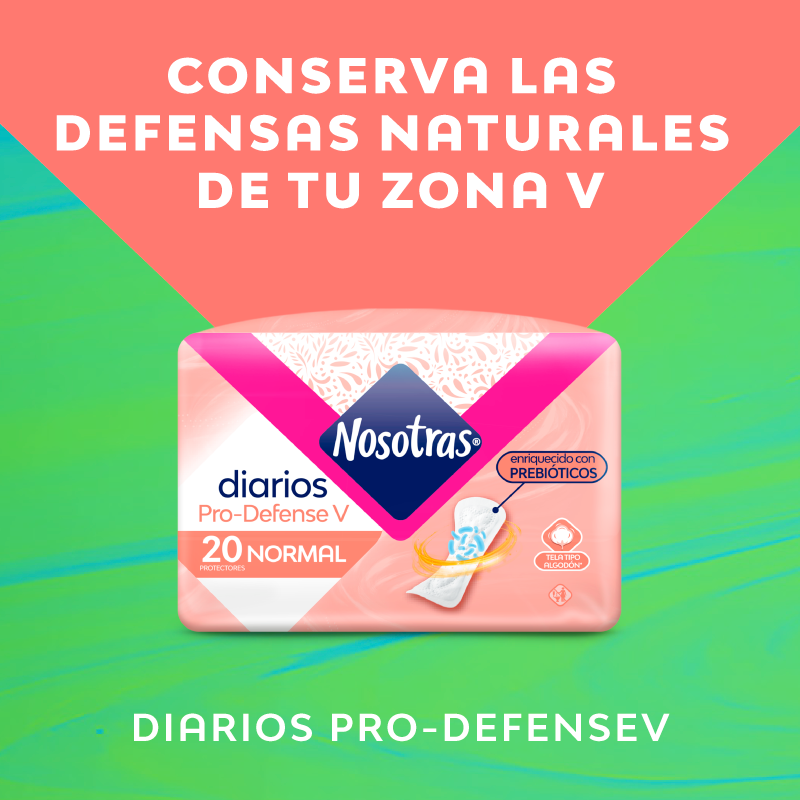 CONSERVA LAS
DEFENSAS NATURALES
DE TU ZONA V
Nosotras®
enriquecido con
PREBIÓTICOS
diarios
Pro-Defense V
20 NORMAL
PROTECTORES
TELA TIPO
ALGODÓN*
DIARIOS PRO-DEFENSEV